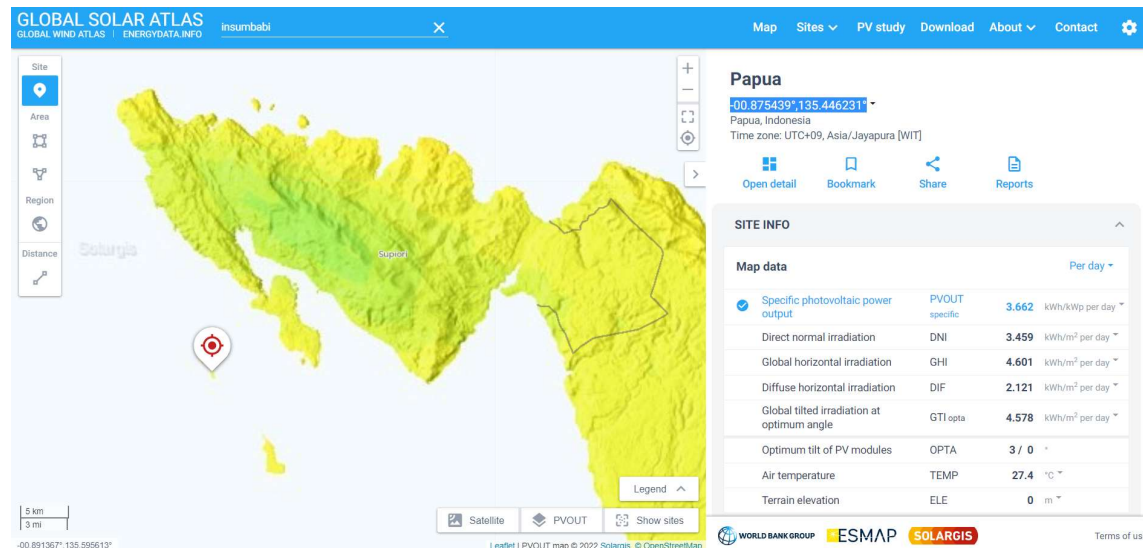 GLOBAL SOLAR ATLAS
GLOBAL WIND ATLAS | ENERGYDATA.INFO
insumbabi
Map Sites PV study Download About Contact
Site
Area
Region
Distance
Solargis
Supiori
5 km
3 mi
Legend
Satellite PVOUT Show sites
-00.891367°,135.595613°
Leaflet | PVOUT map © 2022 Solargis, © OpenStreetMap
Papua
-00.875439°,135.446231°
Papua, Indonesia
Time zone: UTC+09, Asia/Jayapura [WIT]
Open detail Bookmark Share Reports
SITE INFO
Map data Per day
Specific photovoltaic power output PVOUT specific 3.662 kWh/kWp per day
Direct normal irradiation DNI 3.459 kWh/m² per day
Global horizontal irradiation GHI 4.601 kWh/m² per day
Diffuse horizontal irradiation DIF 2.121 kWh/m² per day
Global tilted irradiation at optimum angle GTI opta 4.578 kWh/m² per day
Optimum tilt of PV modules OPTA 3 / 0 °
Air temperature TEMP 27.4 °C
Terrain elevation ELE 0 m
WORLD BANK GROUP ESMAP SOLARGIS Terms of us